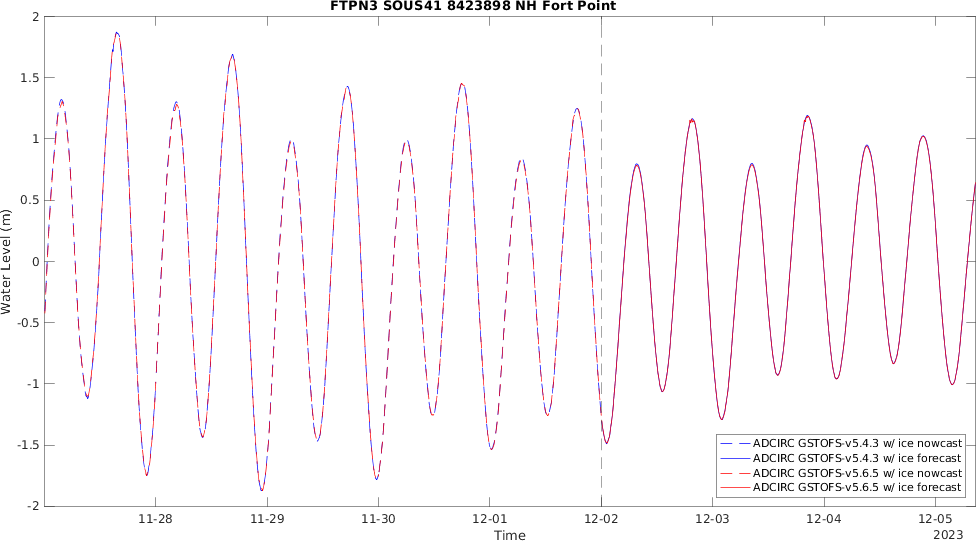 FTPN3 SOUS41 8423898 NH Fort Point
2
1.5
1
0.5
0
-0.5
-1
-1.5
-2
Water Level (m)
11-28
11-29
11-30
12-01
12-02
12-03
12-04
12-05
Time
2023
ADCIRC GSTOFS-v5.4.3 w/ ice nowcast
ADCIRC GSTOFS-v5.4.3 w/ ice forecast
ADCIRC GSTOFS-v5.6.5 w/ ice nowcast
ADCIRC GSTOFS-v5.6.5 w/ ice forecast